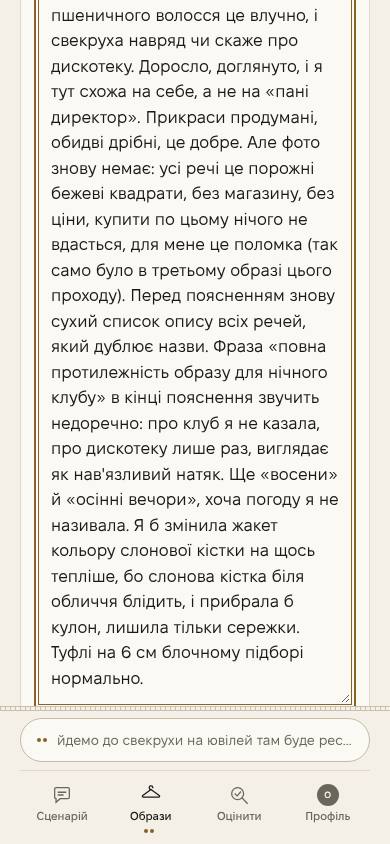 пшеничного волосся це влучно, і
свекруха навряд чи скаже про
дискотеку. Доросло, доглянуто, і я
тут схожа на себе, а не на «пані
директор». Прикраси продумані,
обидві дрібні, це добре. Але фото
знову немає: усі речі це порожні
бежеві квадрати, без магазину, без
ціни, купити по цьому нічого не
вдасться, для мене це поломка (так
само було в третьому образі цього
проходу). Перед поясненням знову
сухий список опису всіх речей,
який дублює назви. Фраза «повна
протилежність образу для нічного
клубу» в кінці пояснення звучить
недоречно: про клуб я не казала,
про дискотеку лише раз, виглядає
як нав'язливий натяк. Ще «восени»
й «осінні вечори», хоча погоду я не
називала. Я б змінила жакет
кольору слонової кістки на щось
тепліше, бо слонова кістка біля
обличчя блідить, і прибрала б
кулон, лишила тільки сережки.
Туфлі на 6 см блочному підборі
нормально.
йдемо до свекрухи на ювілей там буде рес...
Сценарій
Образи
Оцінити
О
Профіль